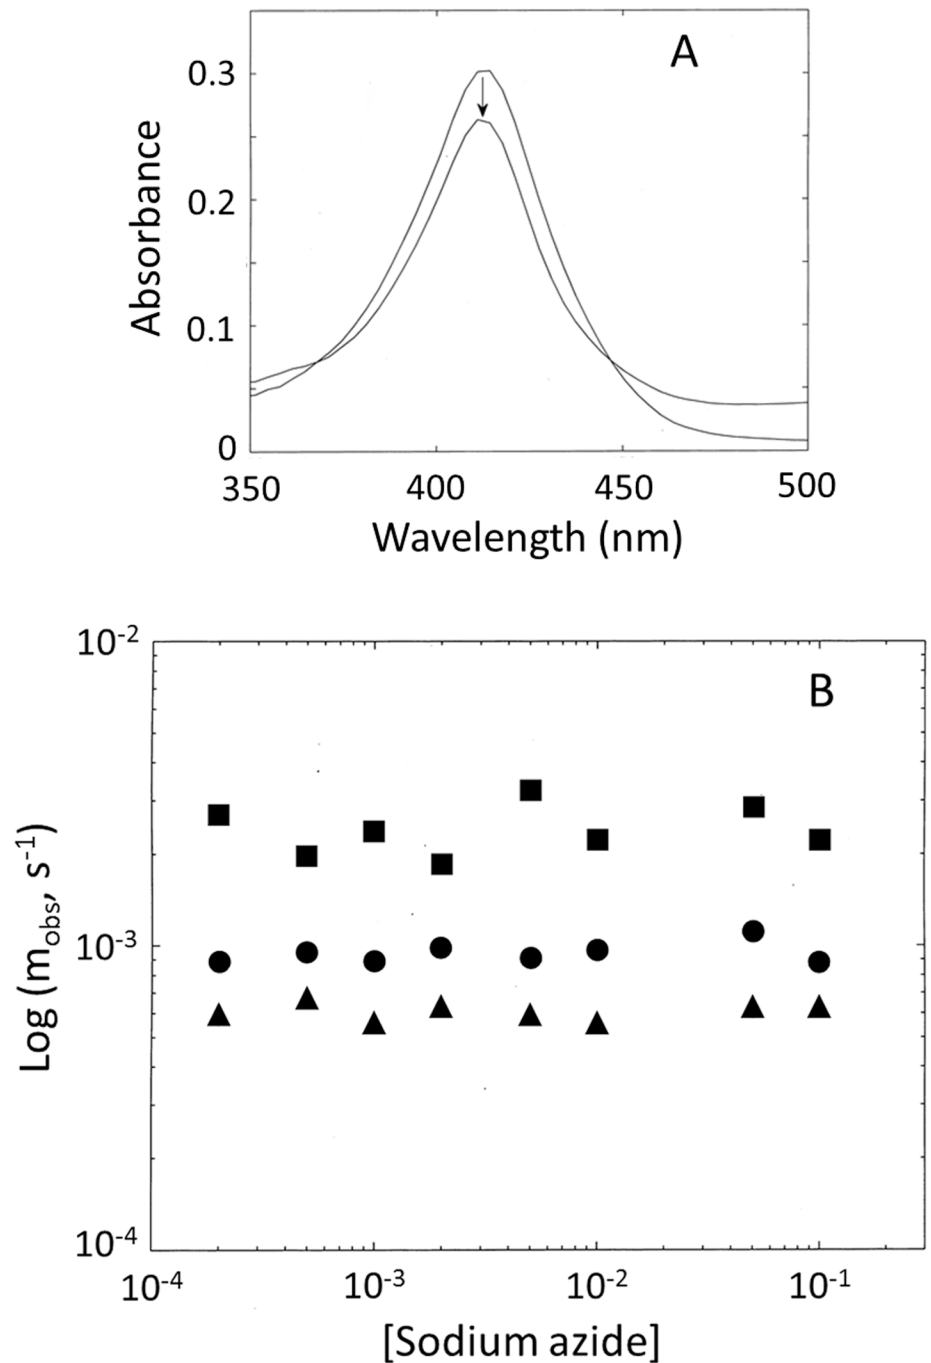 A
0.3
0.2
0.1
0
Absorbance
350 400 450 500
Wavelength (nm)
B
10-2
10-3
10-4
Log (mobs, s-1)
10-4 10-3 10-2 10-1
[Sodium azide]